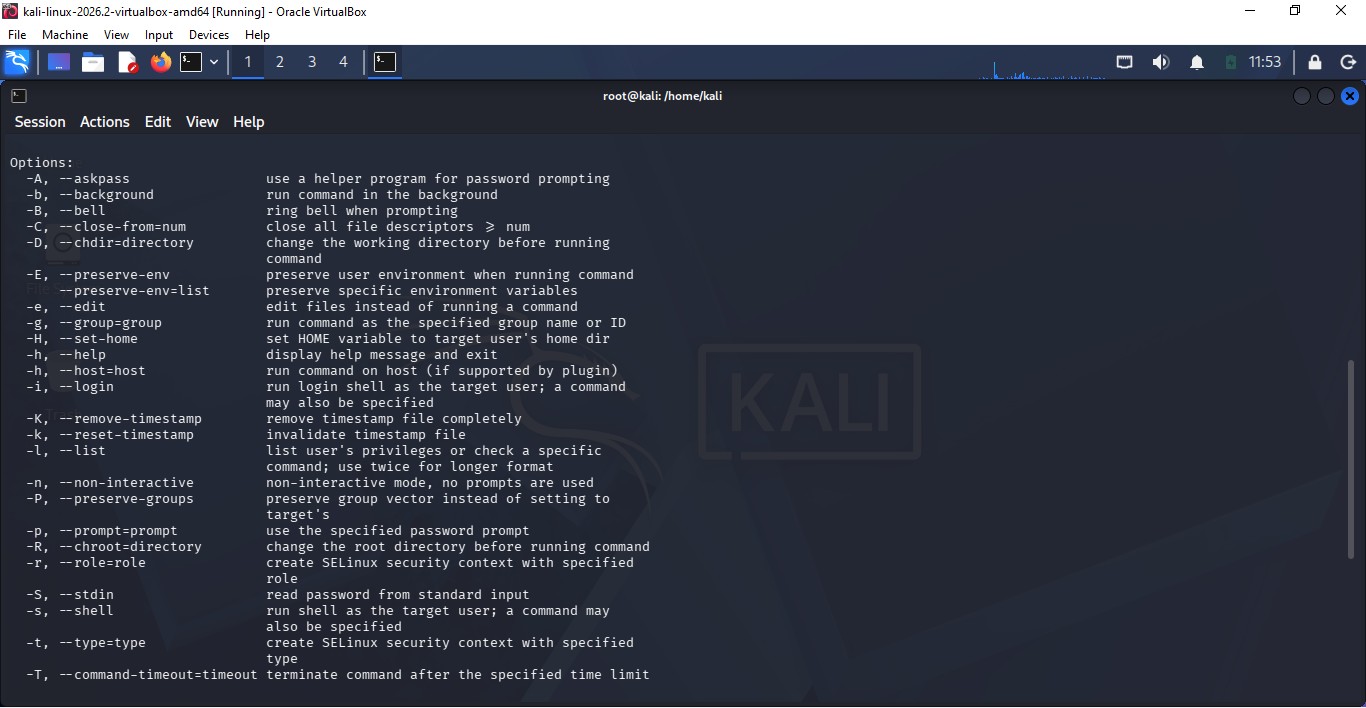 kali-linux-2026.2-virtualbox-amd64 [Running] - Oracle VirtualBox
File Machine View Input Devices Help
1 2 3 4 11:53
root@kali: /home/kali
Session Actions Edit View Help
Options:
-A, --askpass use a helper program for password prompting
-b, --background run command in the background
-B, --bell ring bell when prompting
-C, --close-from=num close all file descriptors >= num
-D, --chdir=directory change the working directory before running
command
-E, --preserve-env preserve user environment when running command
--preserve-env=list preserve specific environment variables
-e, --edit edit files instead of running a command
-g, --group=group run command as the specified group name or ID
-H, --set-home set HOME variable to target user's home dir
-h, --help display help message and exit
-h, --host=host run command on host (if supported by plugin)
-i, --login run login shell as the target user; a command
may also be specified
-K, --remove-timestamp remove timestamp file completely
-k, --reset-timestamp invalidate timestamp file
-l, --list list user's privileges or check a specific
command; use twice for longer format
-n, --non-interactive non-interactive mode, no prompts are used
-P, --preserve-groups preserve group vector instead of setting to
target's
-p, --prompt=prompt use the specified password prompt
-R, --chroot=directory change the root directory before running command
-r, --role=role create SELinux security context with specified
role
-S, --stdin read password from standard input
-s, --shell run shell as the target user; a command may
also be specified
-t, --type=type create SELinux security context with specified
type
-T, --command-timeout=timeout terminate command after the specified time limit
KALI